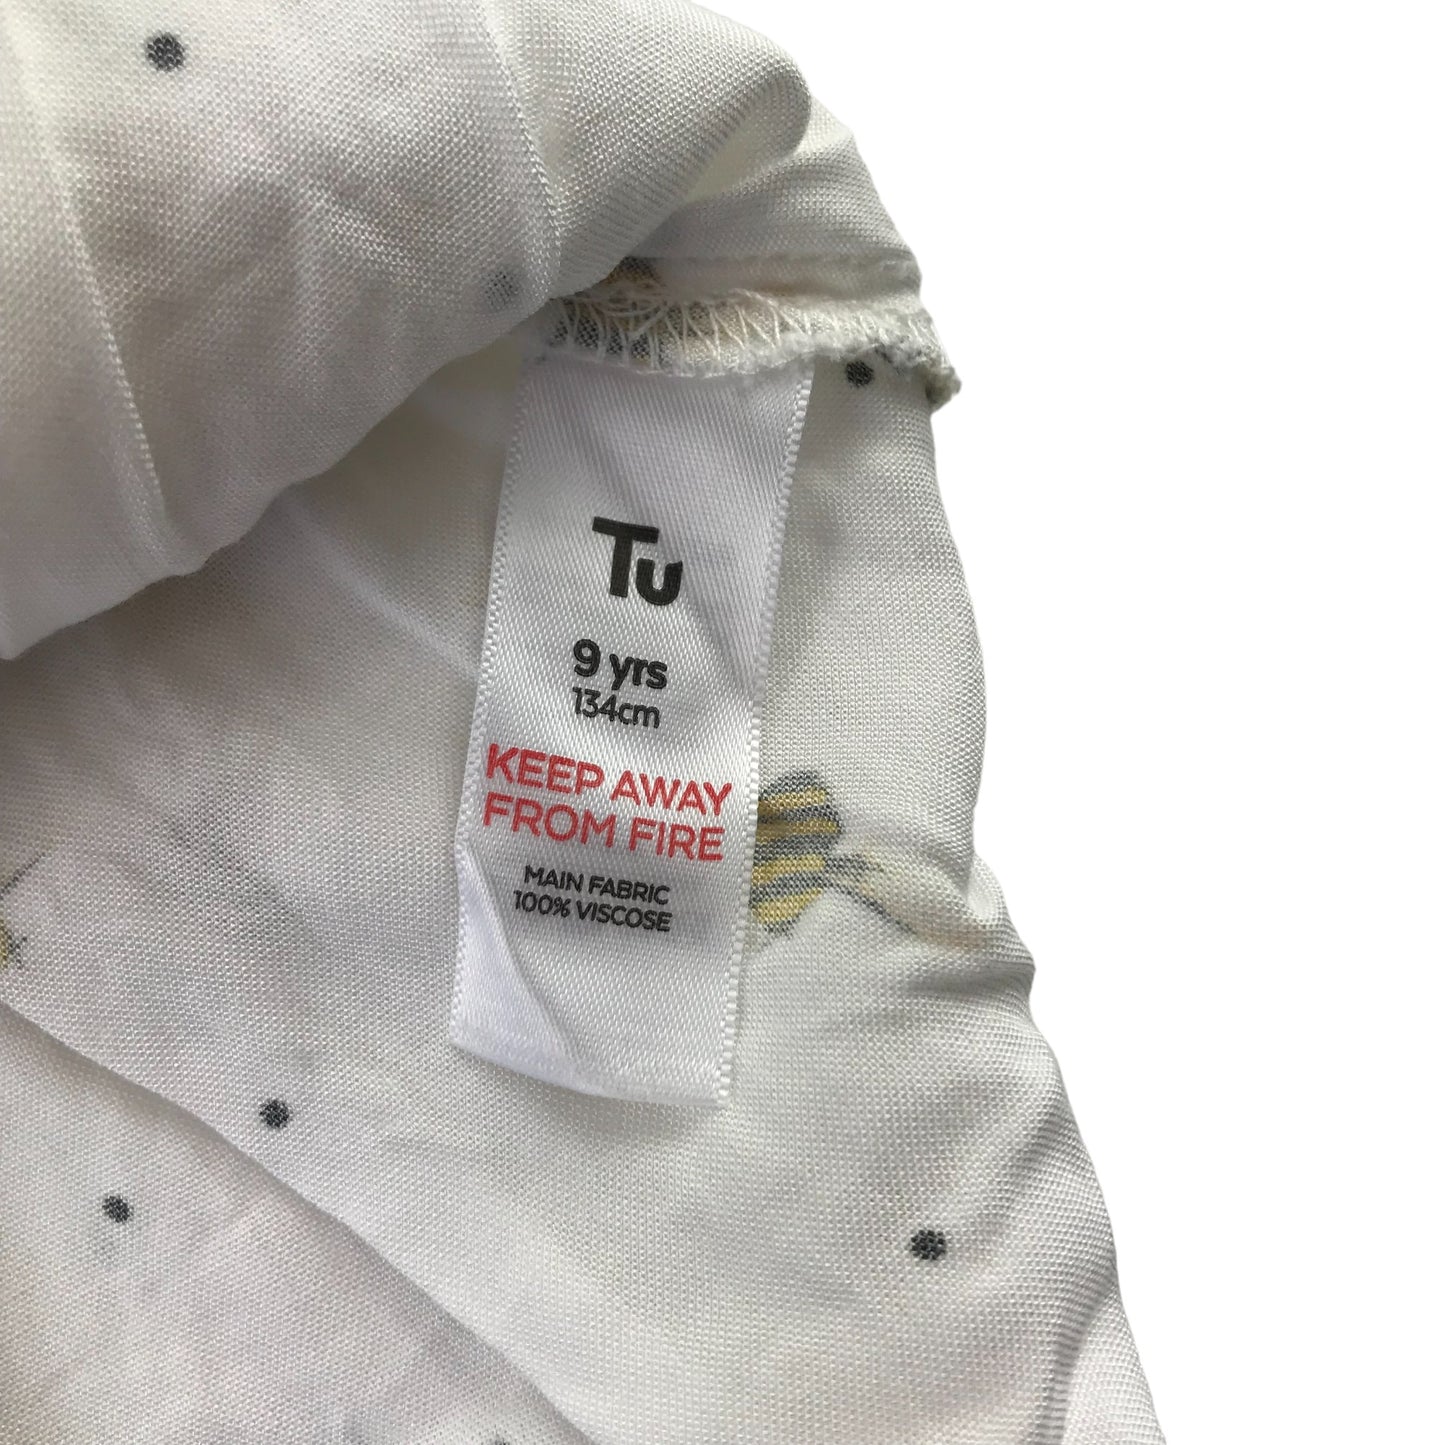 Tu
9 yrs
134cm
KEEP AWAY
FROM FIRE
MAIN FABRIC
100% VISCOSE